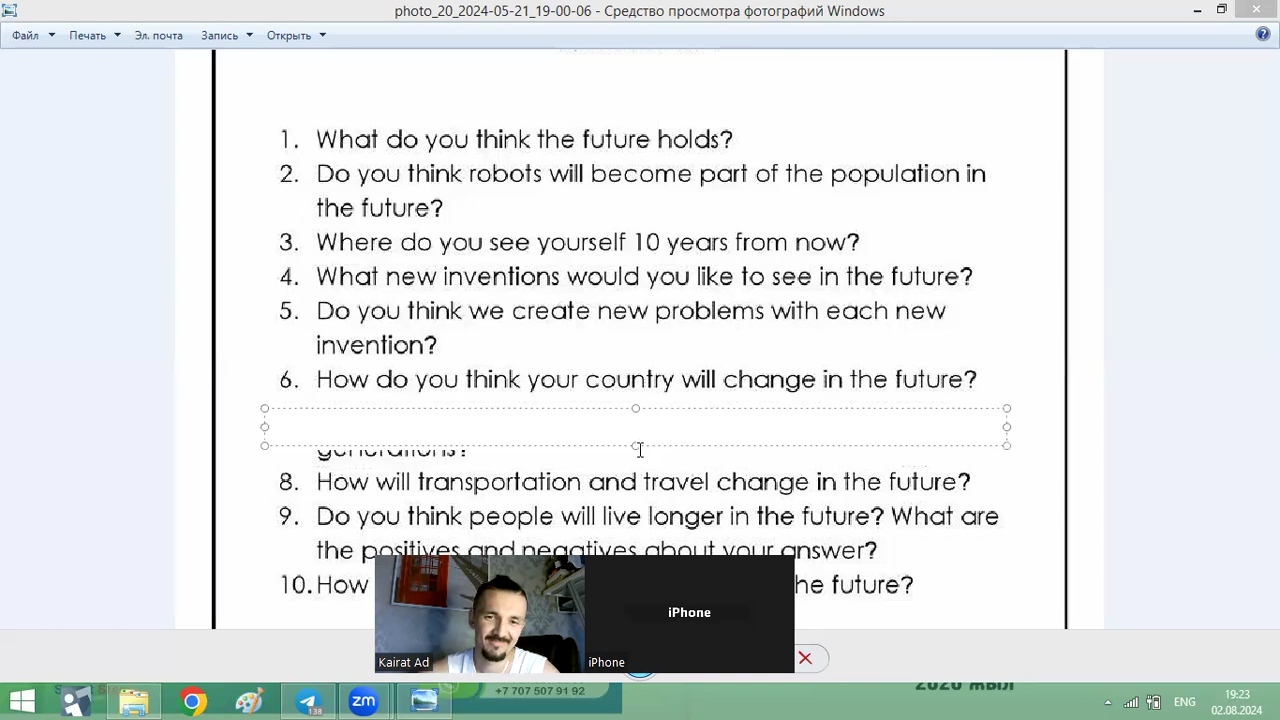 photo_20_2024-05-21_19-00-06 - Средство просмотра фотографий Windows
Файл Печать Эл. почта Запись Открыть
1. What do you think the future holds?
2. Do you think robots will become part of the population in
the future?
3. Where do you see yourself 10 years from now?
4. What new inventions would you like to see in the future?
5. Do you think we create new problems with each new
invention?
6. How do you think your country will change in the future?
generations?
8. How will transportation and travel change in the future?
9. Do you think people will live longer in the future? What are
the positives and negatives about your answer?
10. How
the future?
iPhone
Kairat Ad
iPhone
+7 707 507 91 92
138
zm
ENG
19:23
02.08.2024